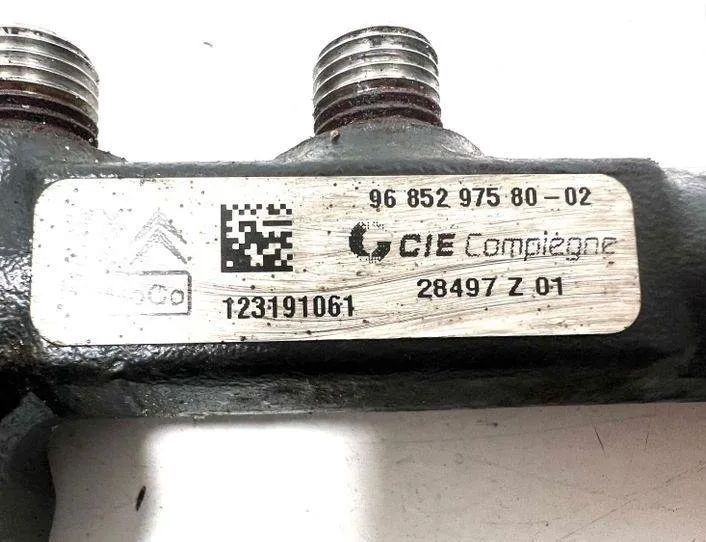 96 852 975 80-02
CIE Compiègne
28497 Z 01
123191061